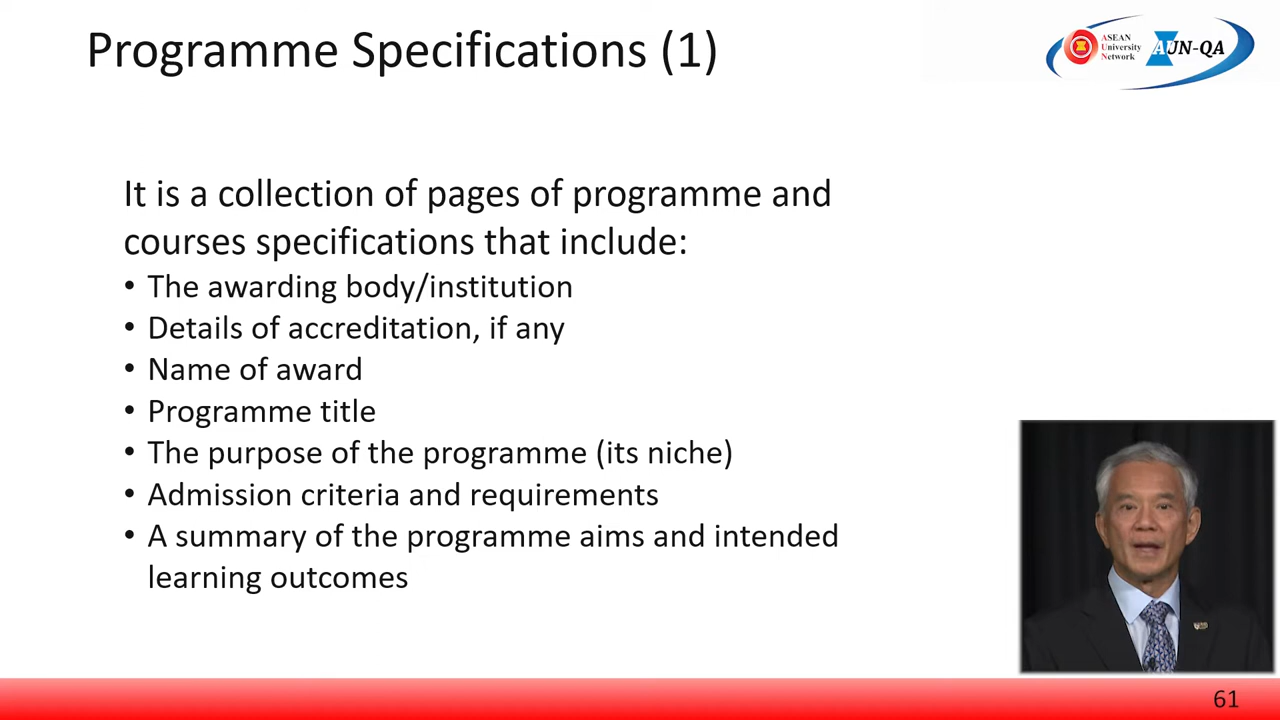 Programme Specifications (1)
ASEAN
University
Network
AUN-QA
It is a collection of pages of programme and
courses specifications that include:
• The awarding body/institution
• Details of accreditation, if any
• Name of award
• Programme title
• The purpose of the programme (its niche)
• Admission criteria and requirements
• A summary of the programme aims and intended
learning outcomes
61